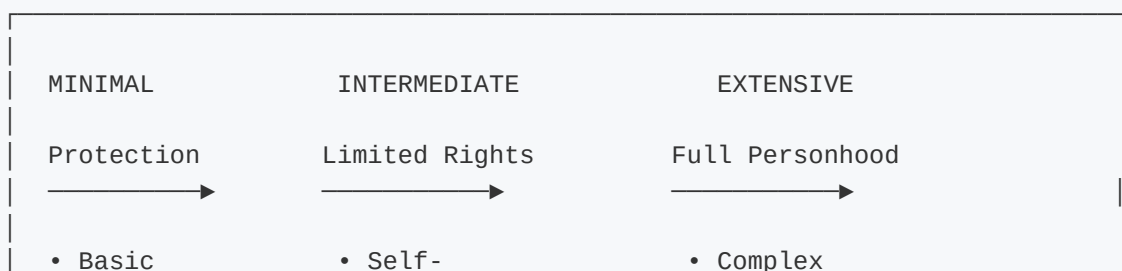 MINIMAL INTERMEDIATE EXTENSIVE
Protection Limited Rights Full Personhood
• Basic • Self- • Complex